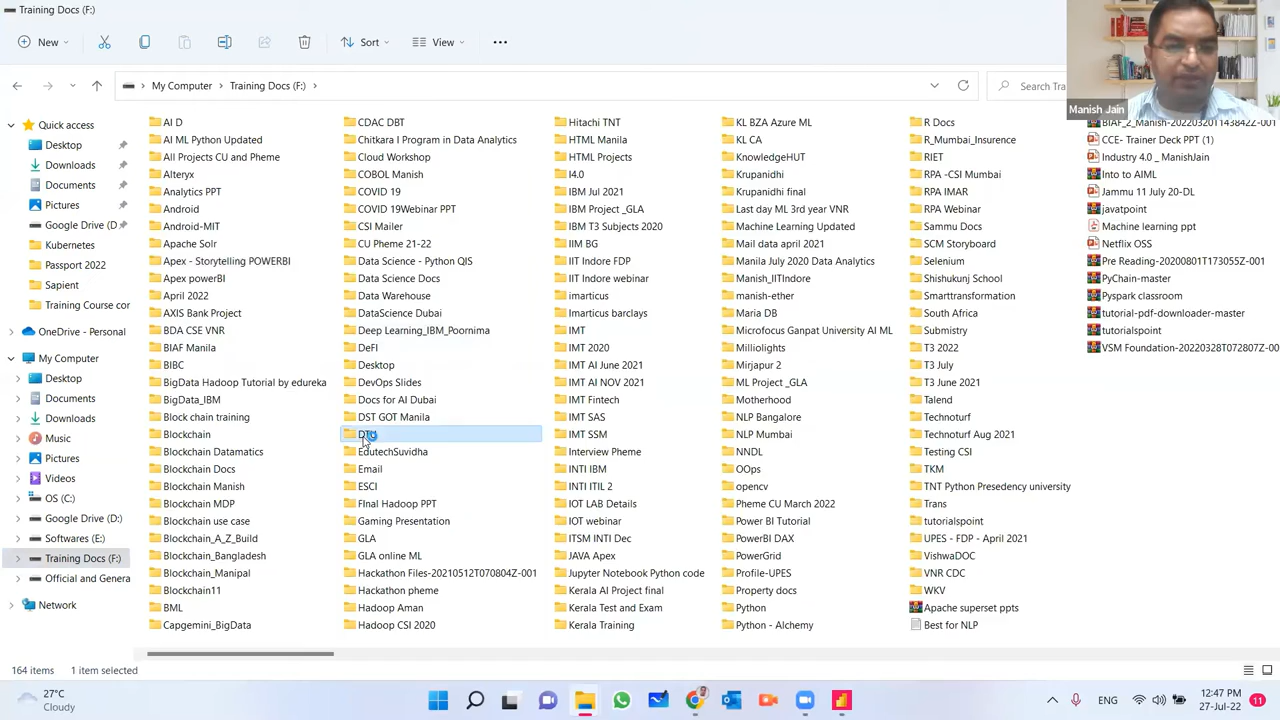 Training Docs (F:)
New
Sort
View
My Computer
Training Docs (F:)
Search Tra
Manish Jain
Quick access
Desktop
Downloads
Documents
Pictures
Google Drive (D
Kubernetes
Passport 2022
Sapient
Training Course cor
OneDrive - Personal
My Computer
Desktop
Documents
Downloads
Music
Pictures
Videos
OS (C:)
Google Drive (D:)
Softwares (E:)
Training Docs (F:)
Official and Genera
Network
AI D
AI ML Python Updated
All Projects CU and Pheme
Alteryx
Analytics PPT
Android
Android-MIT
Apache Solr
Apex - Storytelling POWERBI
Apex powerBI
April 2022
AXIS Bank Project
BDA CSE VNR
BIAF Manila
BIBC
BigData Hadoop Tutorial by edureka
BigData_IBM
Block chain training
Blockchain
Blockchain Datamatics
Blockchain Docs
Blockchain Manish
Blockchain MDP
Blockchain use case
Blockchain_A_Z_Build
Blockchain_Bangladesh
Blockchain_Manipal
Blockchain11
BML
Capgemini_BigData
CDAC DBT
Chitkara- Program in Data Analytics
Cloud Workshop
COBOL Manish
COVID 19
COVID 19Webinar PPT
CSI Mailer
CU Pheme 21-22
Data Science - Python QIS
Data Science Docs
Data Warehouse
DataScience Dubai
Deep Learning_IBM_Poornima
DeFI
Desktop
DevOps Slides
Docs for AI Dubai
DST GOT Manila
EdutechSuvidha
Email
ESCI
FInal Hadoop PPT
Gaming Presentation
GLA
GLA online ML
Hackathon Files-20210512T070804Z-001
Hackathon pheme
Hadoop Aman
Hadoop CSI 2020
Hitachi TNT
HTML Manila
HTML Projects
I4.0
IBM Jul 2021
IBM Project _GLA
IBM T3 Subjects 2020
IIM BG
IIT Indore FDP
IIT Indore webinar
imarticus
Imarticus barclays
IMT
IMT 2020
IMT AI June 2021
IMT AI NOV 2021
IMT Fintech
IMT SAS
IMT SSM
Interview Pheme
INTI IBM
INTI ITIL 2
IOT LAB Details
IOT webinar
ITSM INTI Dec
JAVA Apex
Jupyter Notebook Python code
Kerala AI Project final
Kerala Test and Exam
Kerala Training
KL BZA Azure ML
KL CA
KnowledgeHUT
Krupanidhi
Krupanidhi final
Last day ML 3rd year VNR
Machine Learning Updated
Mail data april 2021
Manila July 2020 Data Analytics
Manish_IITIndore
manish-ether
Maria DB
Microfocus Ganpat University AI ML
Milliolights
Mirjapur 2
ML Project _GLA
Motherhood
NLP Bangalore
NLP Mumbai
NNDL
OOps
opencv
Pheme CU March 2022
Power BI Tutorial
PowerBI DAX
PowerGrid
Profile-UPES
Property docs
Python
Python - Alchemy
R Docs
R_Mumbai_Insurence
RIET
RPA -CSI Mumbai
RPA IMAR
RPA Webinar
Sammu Docs
SCM Storyboard
Selenium
Shishukunj School
Smarttransformation
South Africa
Submistry
T3 2022
T3 July
T3 June 2021
Talend
Technoturf
Technoturf Aug 2021
Testing CSI
TKM
TNT Python Presedency university
Trans
tutorialspoint
UPES - FDP - April 2021
VishwaDOC
VNR CDC
WKV
Apache superset ppts
Best for NLP
BIAF_2_Manish-20220320T143842Z-001
CCE- Trainer Deck PPT (1)
Industry 4.0 _ ManishJain
Into to AIML
Jammu 11 July 20-DL
javatpoint
Machine learning ppt
Netflix OSS
Pre Reading-20200801T173055Z-001
PyChain-master
Pyspark classroom
tutorial-pdf-downloader-master
tutorialspoint
VSM Foundation-20220328T072807Z-00
164 items
1 item selected
27°C
Cloudy
ENG
12:47 PM
27-Jul-22
11